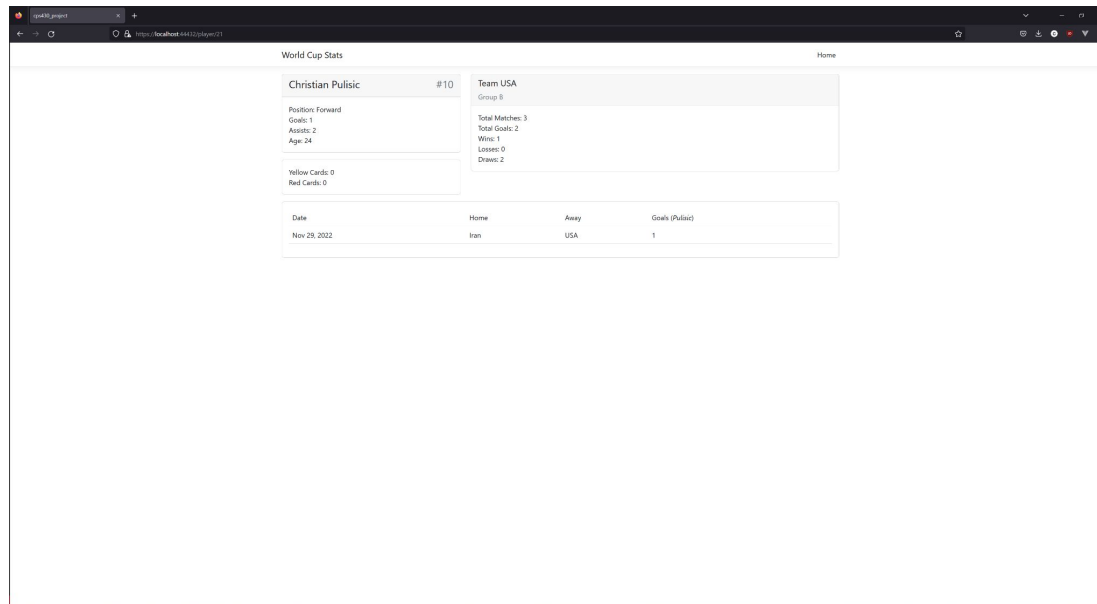 cps430_project
https://localhost:44432/player/21
World Cup Stats
Home
Christian Pulisic #10
Position: Forward
Goals: 1
Assists: 2
Age: 24
Yellow Cards: 0
Red Cards: 0
Team USA
Group B
Total Matches: 3
Total Goals: 2
Wins: 1
Losses: 0
Draws: 2
Date Home Away Goals (Pulisic)
Nov 29, 2022 Iran USA 1